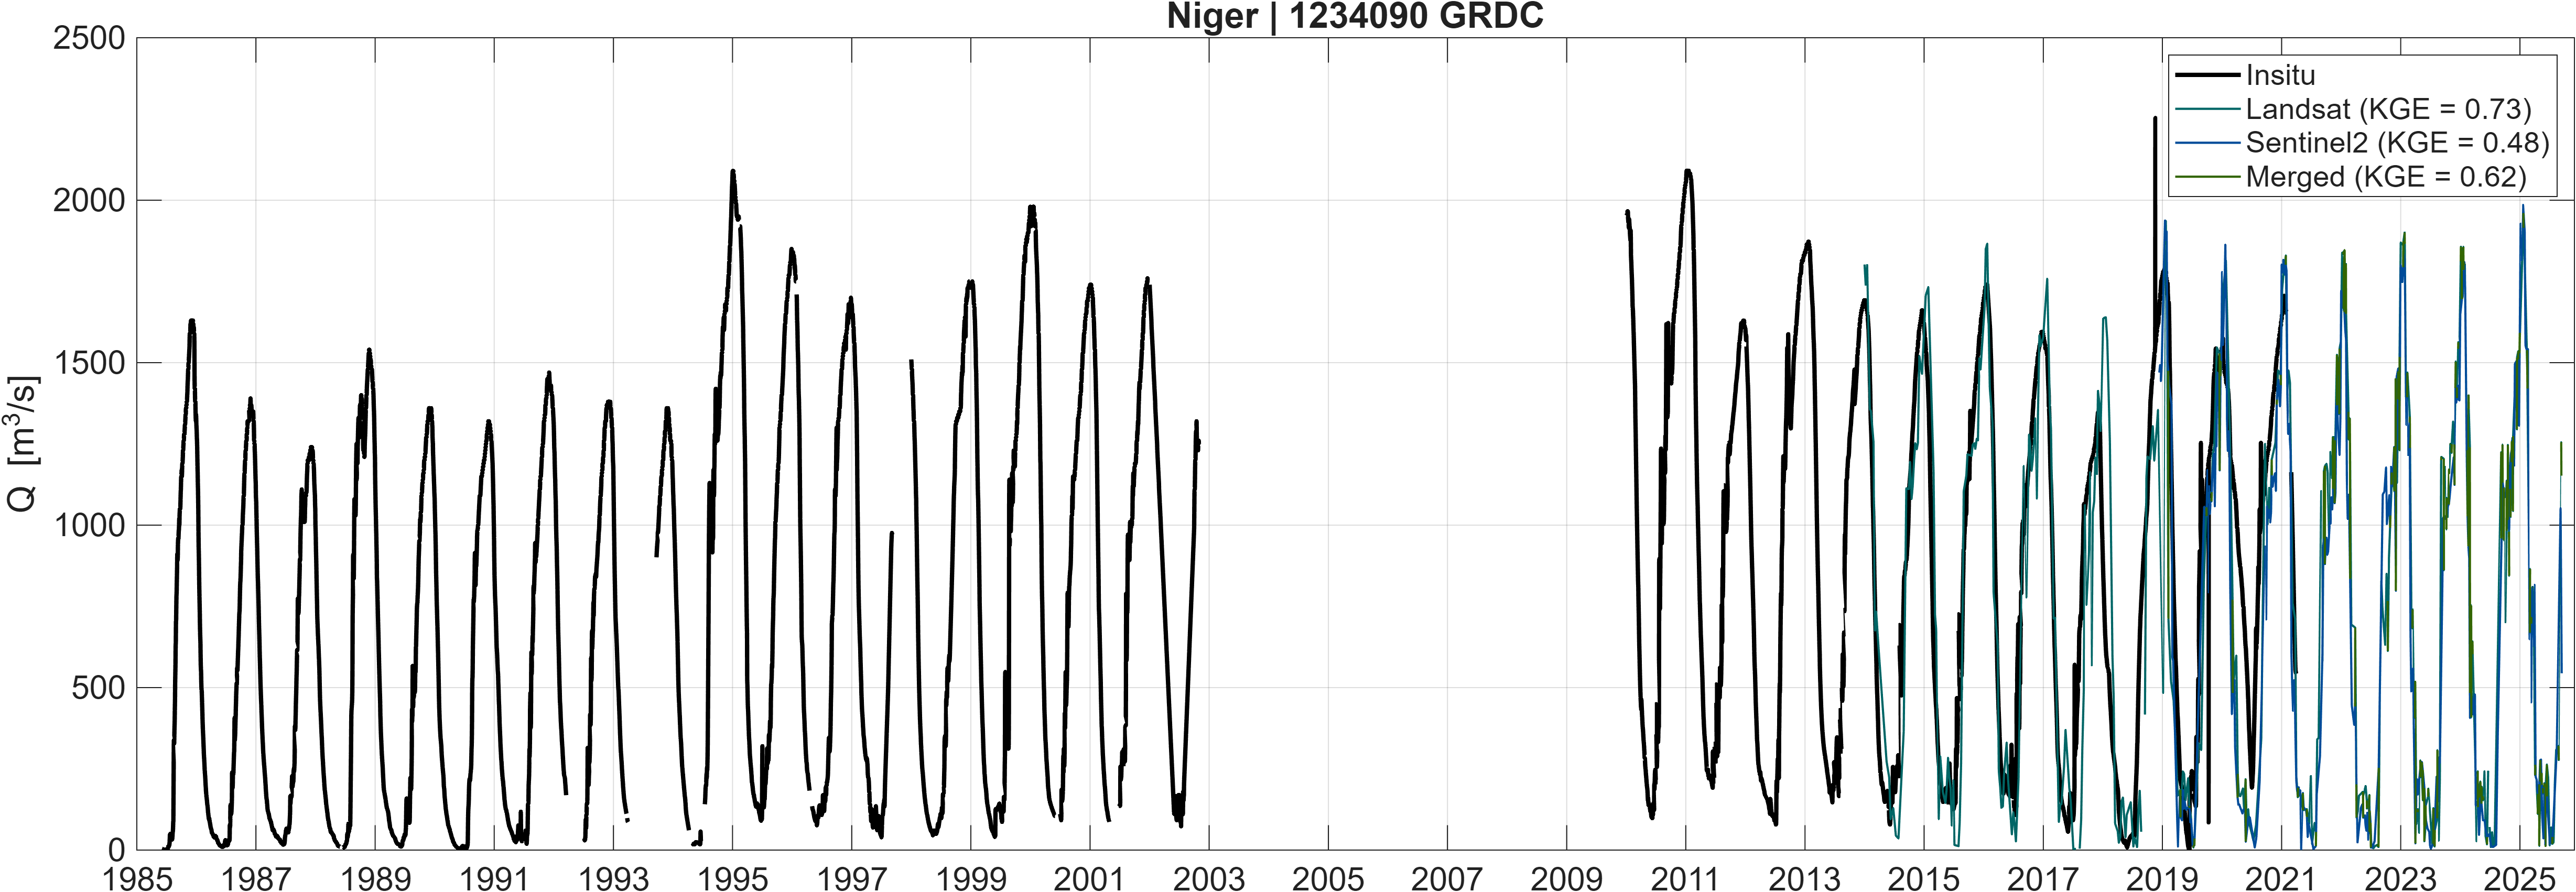 Niger | 1234090 GRDC
2500
2000
1500
1000
500
0
Q [m³/s]
Insitu
Landsat (KGE = 0.73)
Sentinel2 (KGE = 0.48)
Merged (KGE = 0.62)
1985 1987 1989 1991 1993 1995 1997 1999 2001 2003 2005 2007 2009 2011 2013 2015 2017 2019 2021 2023 2025